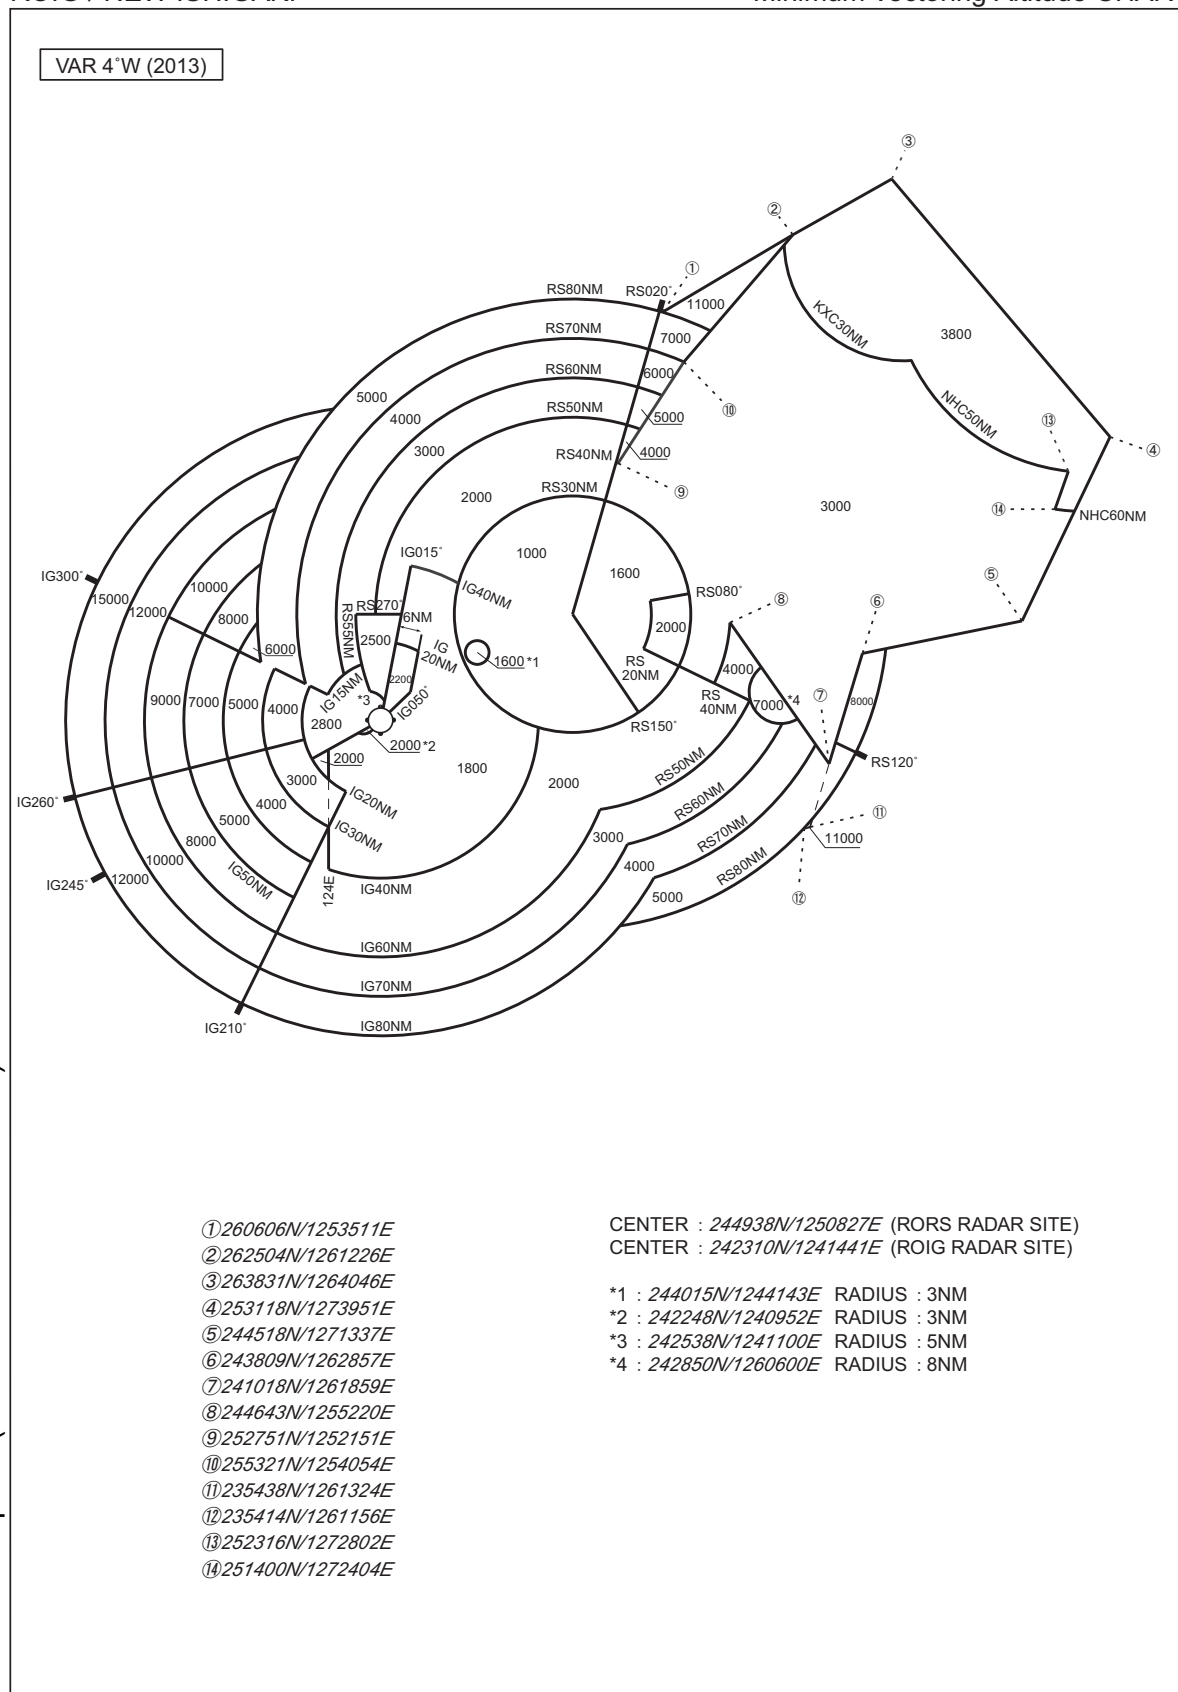 VAR 4°W (2013)
③
②
①
RS80NM
RS020°
11000
RS70NM
7000
KXC30NM
3800
RS60NM
6000
5000
4000
RS50NM
5000
⑩
NHC50NM
⑬
④
3000
RS40NM
4000
2000
RS30NM
⑨
3000
⑭
NHC60NM
1000
IG015°
1600
⑤
IG300°
15000
12000
10000
8000
6000
IG40NM
RS080°
⑧
⑥
RS270°
6NM
RS55NM
2500
IG
20NM
2200
2000
1600 *1
RS
20NM
4000
IG15NM
*3
IG050°
RS
40NM
7000
*4
⑦
8000
9000
7000
5000
4000
2800
2000 *2
RS150°
2000
1800
2000
RS50NM
RS120°
3000
IG20NM
RS60NM
IG260°
4000
IG30NM
RS70NM
⑪
5000
3000
11000
8000
RS80NM
10000
IG50NM
4000
IG245°
12000
124E
IG40NM
5000
⑫
IG60NM
IG70NM
IG210°
IG80NM
①260606N/1253511E
②262504N/1261226E
③263831N/1264046E
④253118N/1273951E
⑤244518N/1271337E
⑥243809N/1262857E
⑦241018N/1261859E
⑧244643N/1255220E
⑨252751N/1252151E
⑩255321N/1254054E
⑪235438N/1261324E
⑫235414N/1261156E
⑬252316N/1272802E
⑭251400N/1272404E
CENTER : 244938N/1250827E (RORS RADAR SITE)
CENTER : 242310N/1241441E (ROIG RADAR SITE)
*1 : 244015N/1244143E RADIUS : 3NM
*2 : 242248N/1240952E RADIUS : 3NM
*3 : 242538N/1241100E RADIUS : 5NM
*4 : 242850N/1260600E RADIUS : 8NM